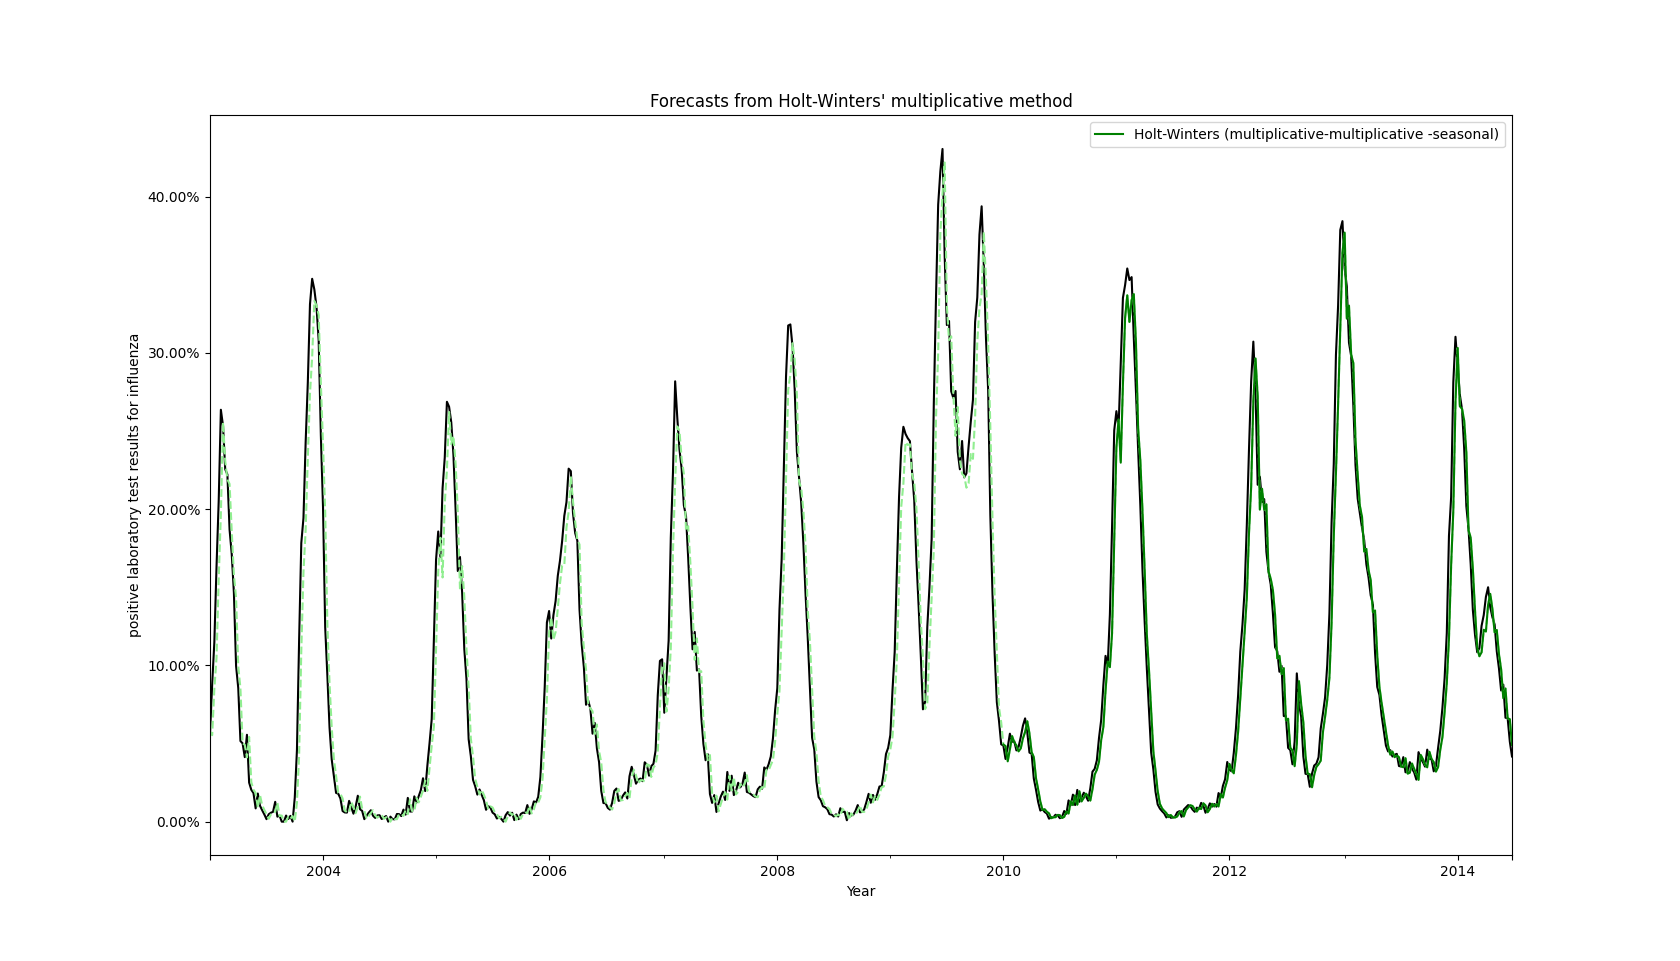 Forecasts from Holt-Winters' multiplicative method
Holt-Winters (multiplicative-multiplicative -seasonal)
positive laboratory test results for influenza
40.00%
30.00%
20.00%
10.00%
0.00%
2004
2006
2008
2010
2012
2014
Year